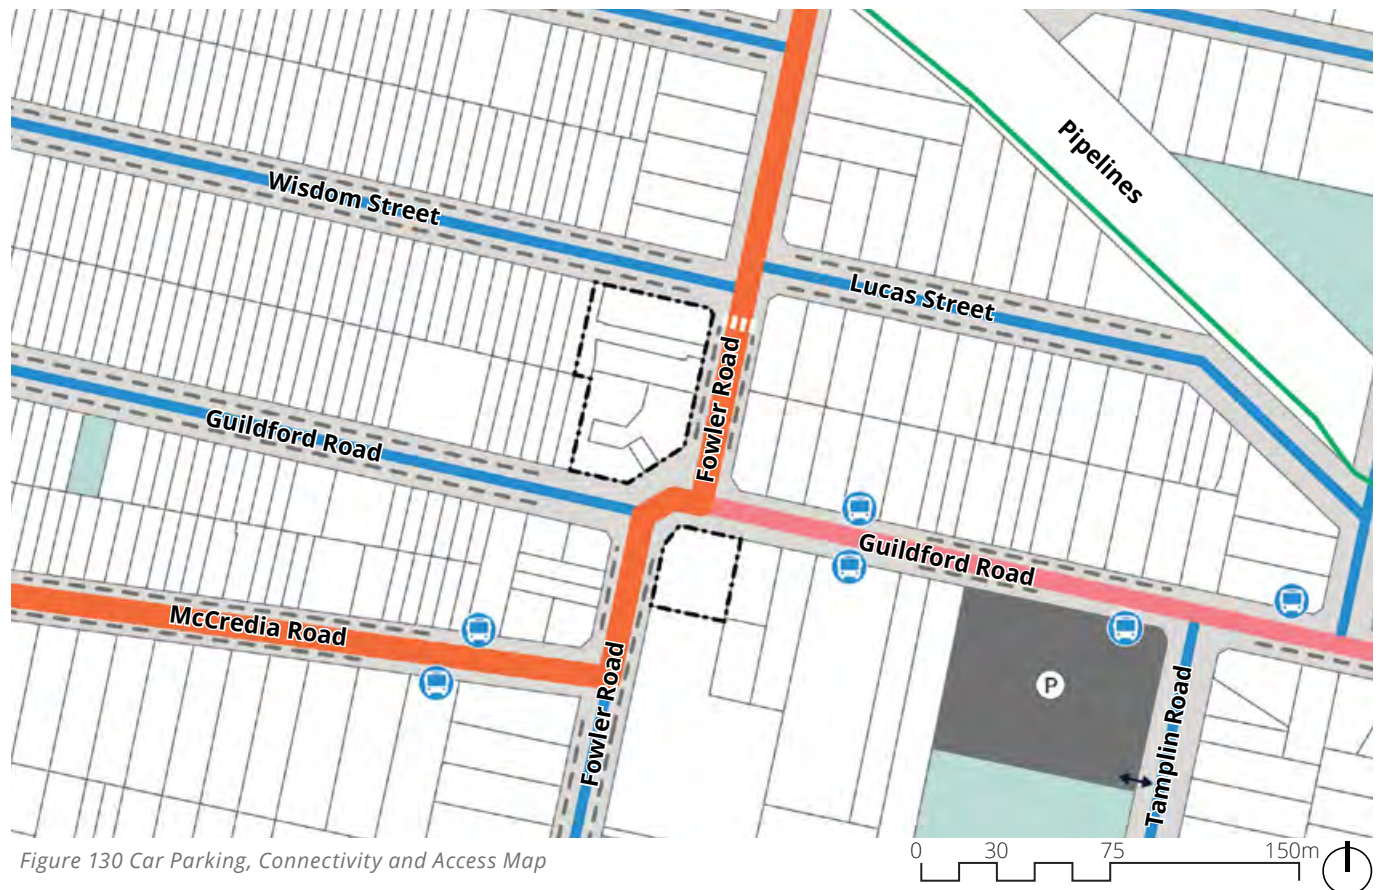 Pipelines
Wisdom Street
Lucas Street
Fowler Road
Guildford Road
Guildford Road
McCredia Road
P
Fowler Road
Tamplin Road
Figure 130 Car Parking, Connectivity and Access Map
0 30 75 150m